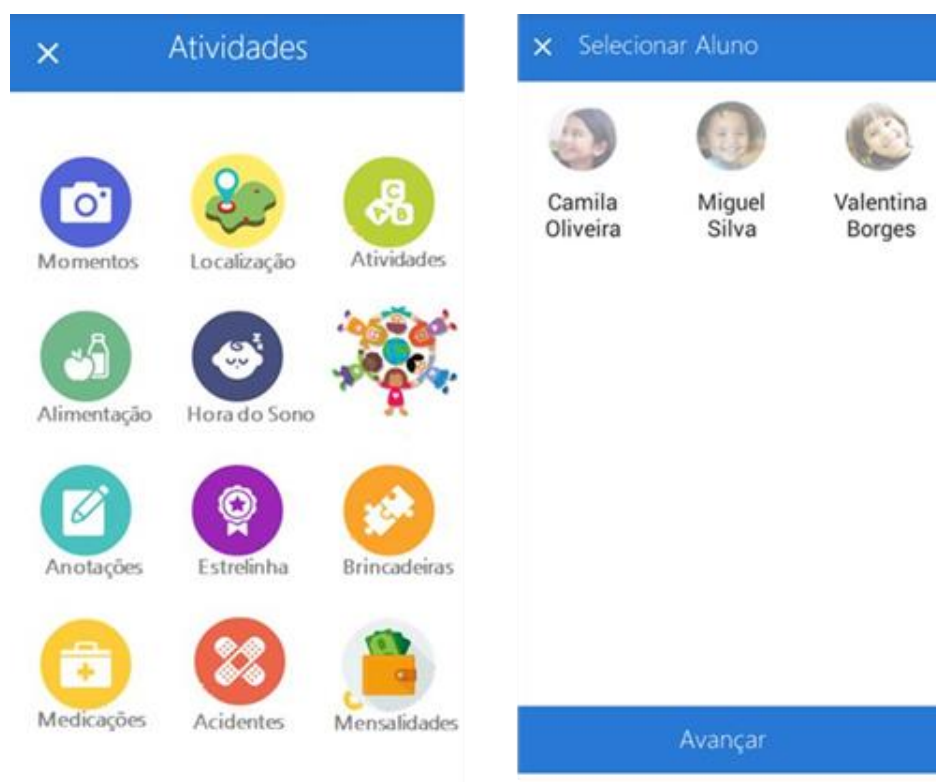 Atividades
Momentos
Localização
Atividades
Alimentação
Hora do Sono
Anotações
Estrelinha
Brincadeiras
Medicações
Acidentes
Mensalidades
Selecionar Aluno
Camila
Oliveira
Miguel
Silva
Valentina
Borges
Avançar